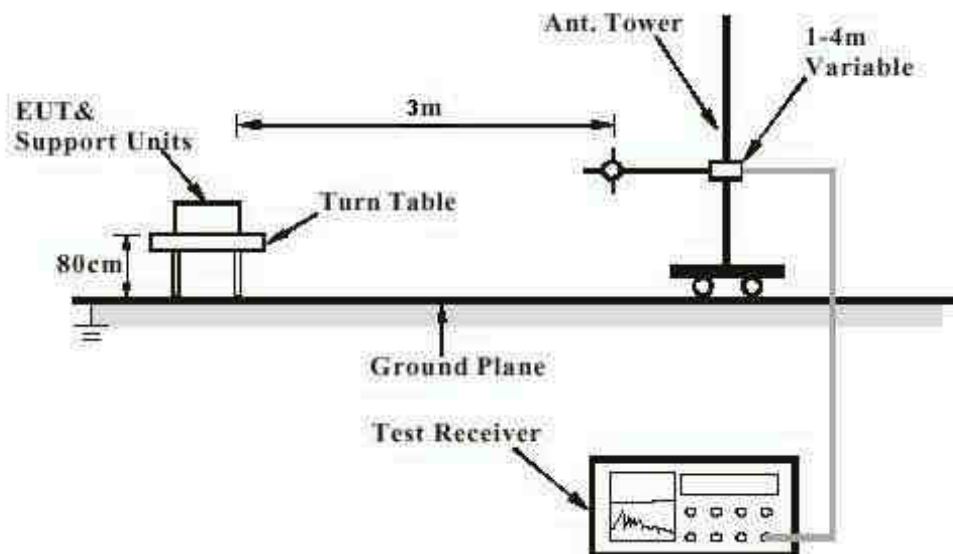 Ant. Tower
1-4m
Variable
EUT&
Support Units
3m
Turn Table
80cm
Ground Plane
Test Receiver